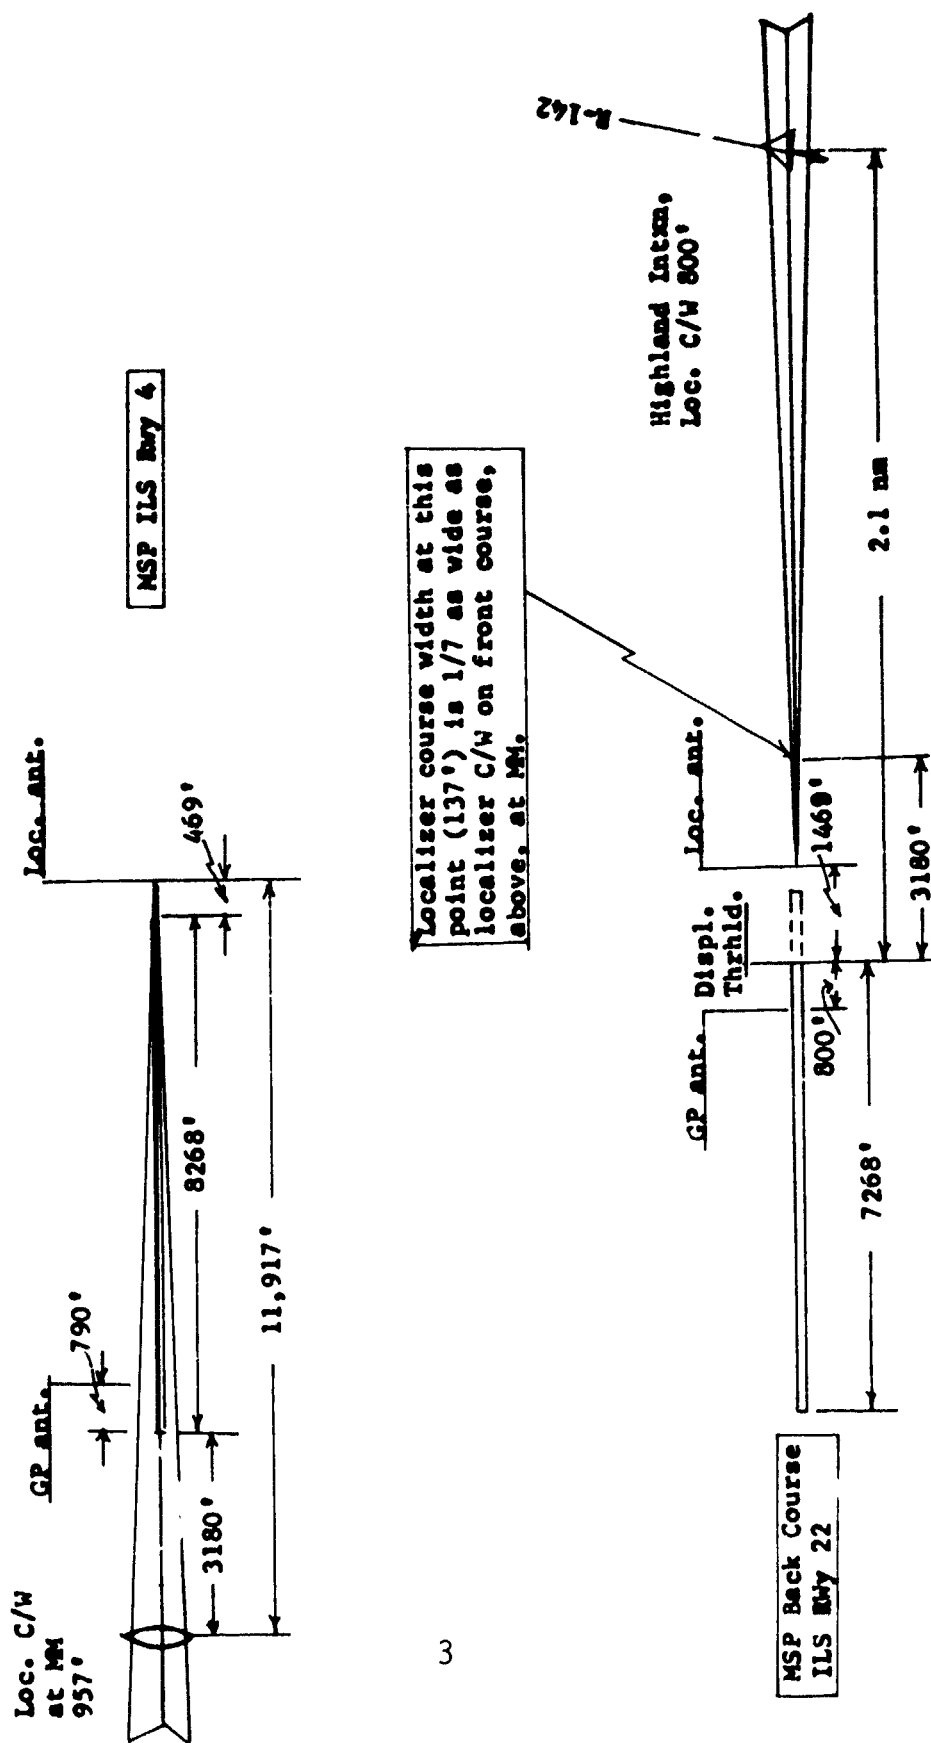 MSP ILS Rwy 4
Loc. C/W
at MM
957'
GP ant.
790'
Loc. ant.
469'
3180'
8268'
11,917'
Localizer course width at this
point (137') is 1/7 as wide as
localizer C/W on front course,
above, at MM.
MSP Back Course
ILS RWy 22
GP ant.
Displ.
Thrhld.
Loc. ant.
Highland Intxn,
Loc. C/W 800'
R-142
800'
1468'
7268'
3180'
2.1 nm
3